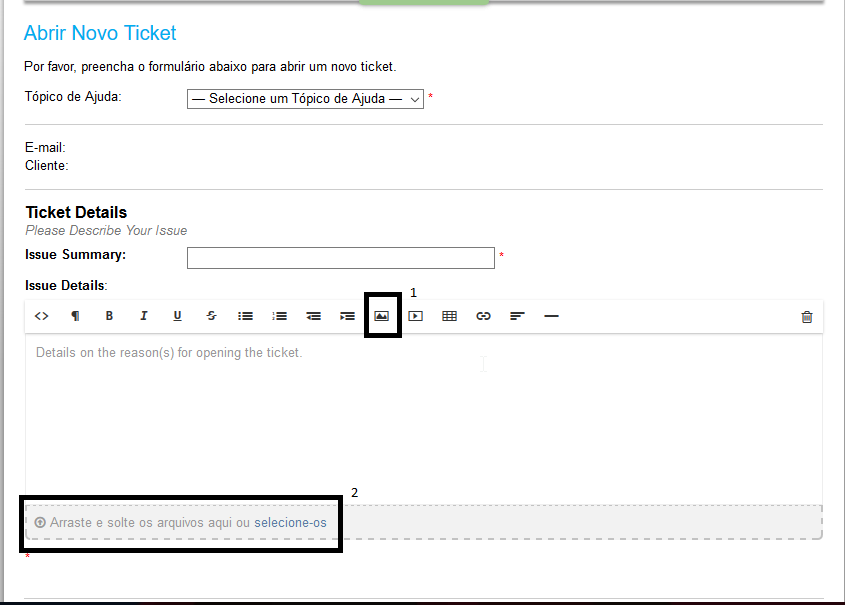 Abrir Novo Ticket
Por favor, preencha o formulário abaixo para abrir um novo ticket.
Tópico de Ajuda: — Selecione um Tópico de Ajuda — *
E-mail:
Cliente:
Ticket Details
Please Describe Your Issue
Issue Summary: *
Issue Details:
1
<> ¶ B I U S
Details on the reason(s) for opening the ticket.
2
Arraste e solte os arquivos aqui ou selecione-os
*